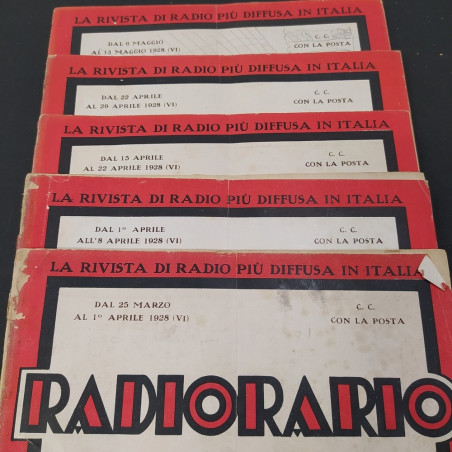 LA RIVISTA DI RADIO PIÙ DIFFUSA IN ITALIA
DAL 6 MAGGIO
AL 13 MAGGIO 1928 (VI)
C. C.
CON LA POSTA
LA RIVISTA DI RADIO PIÙ DIFFUSA IN ITALIA
DAL 22 APRILE
AL 29 APRILE 1928 (VI)
C. C.
CON LA POSTA
LA RIVISTA DI RADIO PIÙ DIFFUSA IN ITALIA
DAL 15 APRILE
AL 22 APRILE 1928 (VI)
C. C.
CON LA POSTA
LA RIVISTA DI RADIO PIÙ DIFFUSA IN ITALIA
DAL 1º APRILE
ALL'8 APRILE 1928 (VI)
C. C.
CON LA POSTA
LA RIVISTA DI RADIO PIÙ DIFFUSA IN ITALIA
DAL 25 MARZO
AL 1º APRILE 1928 (VI)
C. C.
CON LA POSTA
RADIORARIO